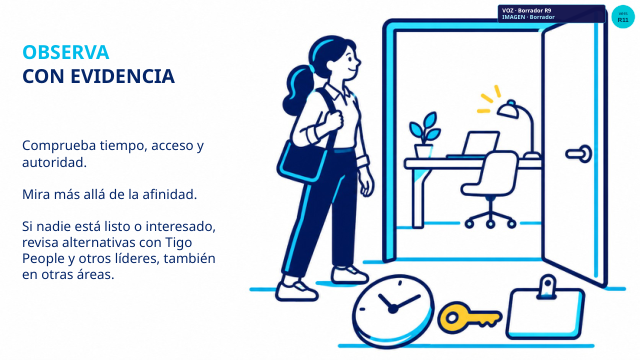 VOZ · Borrador R9
IMAGEN · Borrador
R11
OBSERVA
CON EVIDENCIA
Comprueba tiempo, acceso y
autoridad.
Mira más allá de la afinidad.
Si nadie está listo o interesado,
revisa alternativas con Tigo
People y otros líderes, también
en otras áreas.